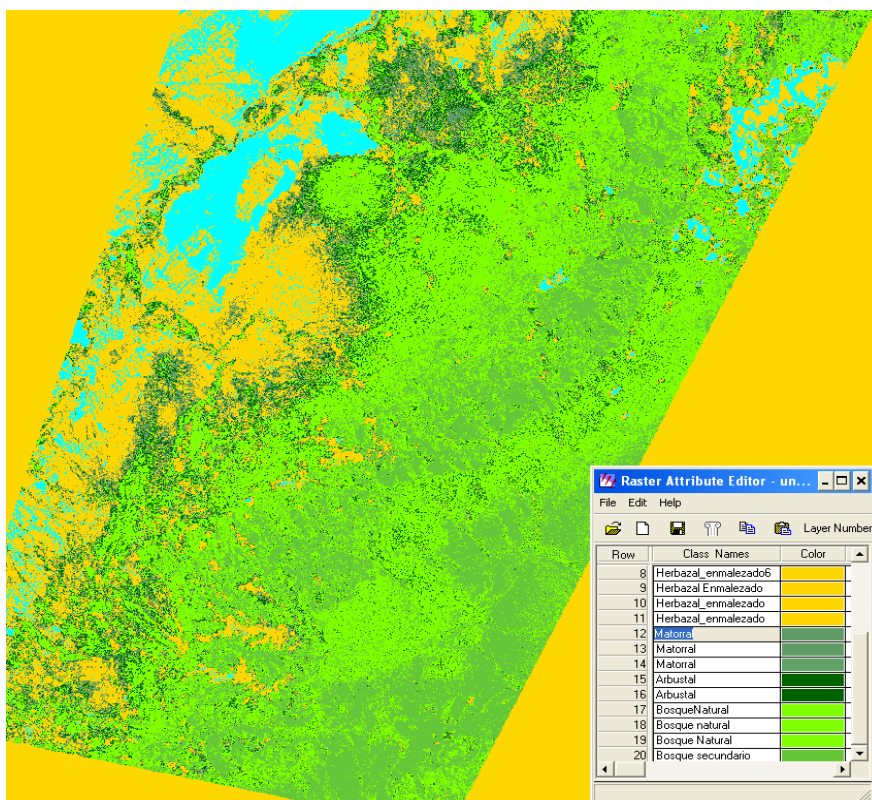 Raster Attribute Editor - un...
File Edit Help
Layer Number
Row Class Names Color
8 Herbazal_enmalezado6
9 Herbazal Enmalezado
10 Herbazal_enmalezado
11 Herbazal_enmalezado
12 Matorral
13 Matorral
14 Matorral
15 Arbustal
16 Arbustal
17 BosqueNatural
18 Bosque natural
19 Bosque Natural
20 Bosque secundario